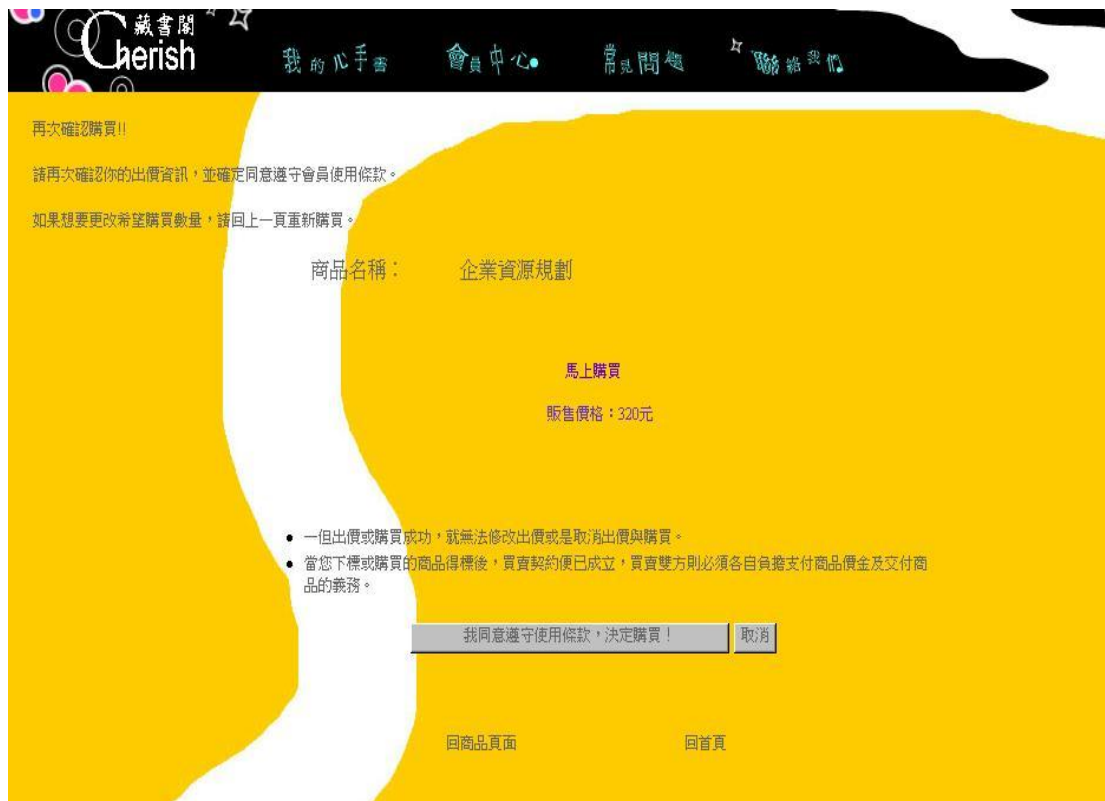 藏書閣
Cherish
我的心手書 會員中心 常見問題 聯絡我們
再次確認購買!!
請再次確認你的出價資訊，並確定同意遵守會員使用條款。
如果想要更改希望購買數量，請回上一頁重新購買。
商品名稱： 企業資源規劃
馬上購買
販售價格：320元
一但出價或購買成功，就無法修改出價或是取消出價與購買。
當您下標或購買的商品得標後，買賣契約便已成立，買賣雙方則必須各自負擔支付商品價金及交付商
品的義務。
我同意遵守使用條款，決定購買！ 取消
回商品頁面 回首頁